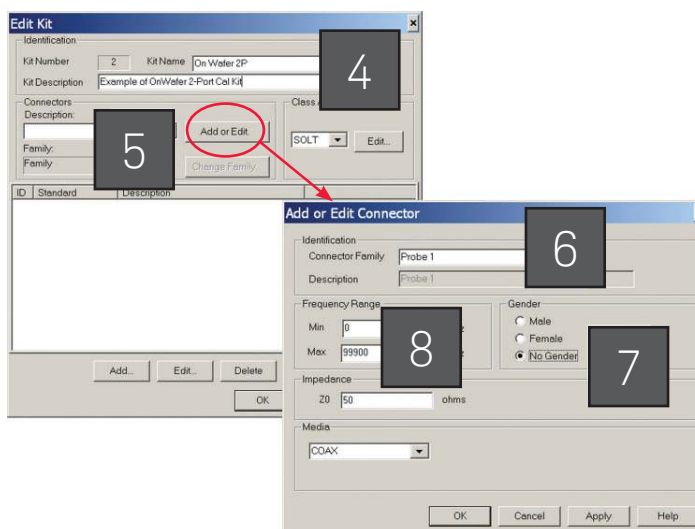 Edit Kit
Identification
Kit Number 2 Kit Name On Wafer 2P
4
Kit Description Example of OnWafer 2-Port Cal Kit
Connectors
Description:
Class
5
Add or Edit
SOLT Edit...
Family:
Family
Change Family
ID Standard Description
Add... Edit... Delete
OK
Add or Edit Connector
Identification
Connector Family Probe 1
6
Description Probe 1
Frequency Range
Min 0
Max 99900
8
Gender
Male
Female
No Gender
7
Impedance
Z0 50 ohms
Media
COAX
OK Cancel Apply Help